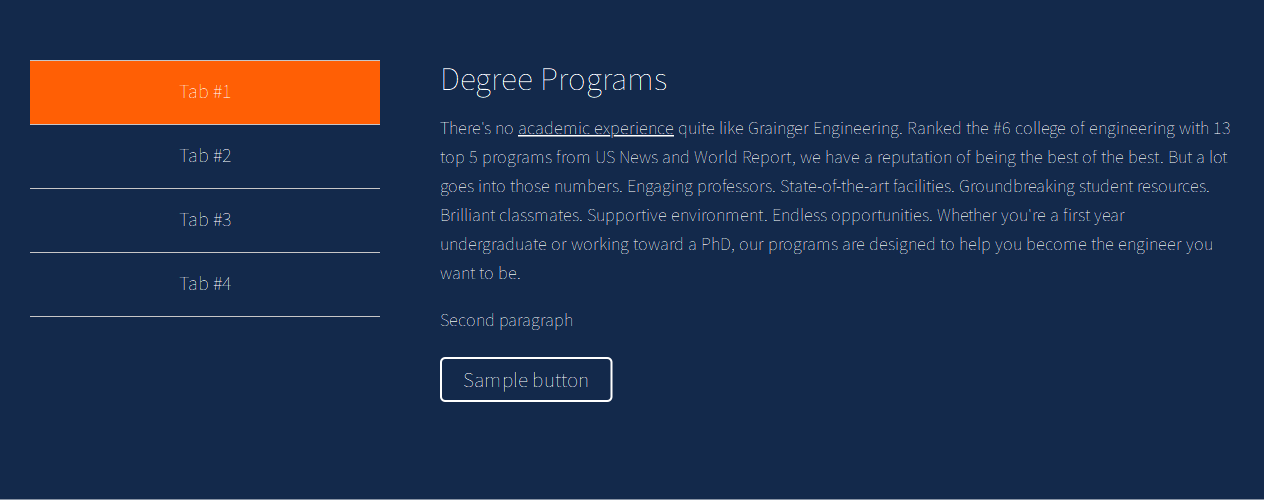 Tab #1
Tab #2
Tab #3
Tab #4
Degree Programs
There's no academic experience quite like Grainger Engineering. Ranked the #6 college of engineering with 13
top 5 programs from US News and World Report, we have a reputation of being the best of the best. But a lot
goes into those numbers. Engaging professors. State-of-the-art facilities. Groundbreaking student resources.
Brilliant classmates. Supportive environment. Endless opportunities. Whether you're a first year
undergraduate or working toward a PhD, our programs are designed to help you become the engineer you
want to be.
Second paragraph
Sample button